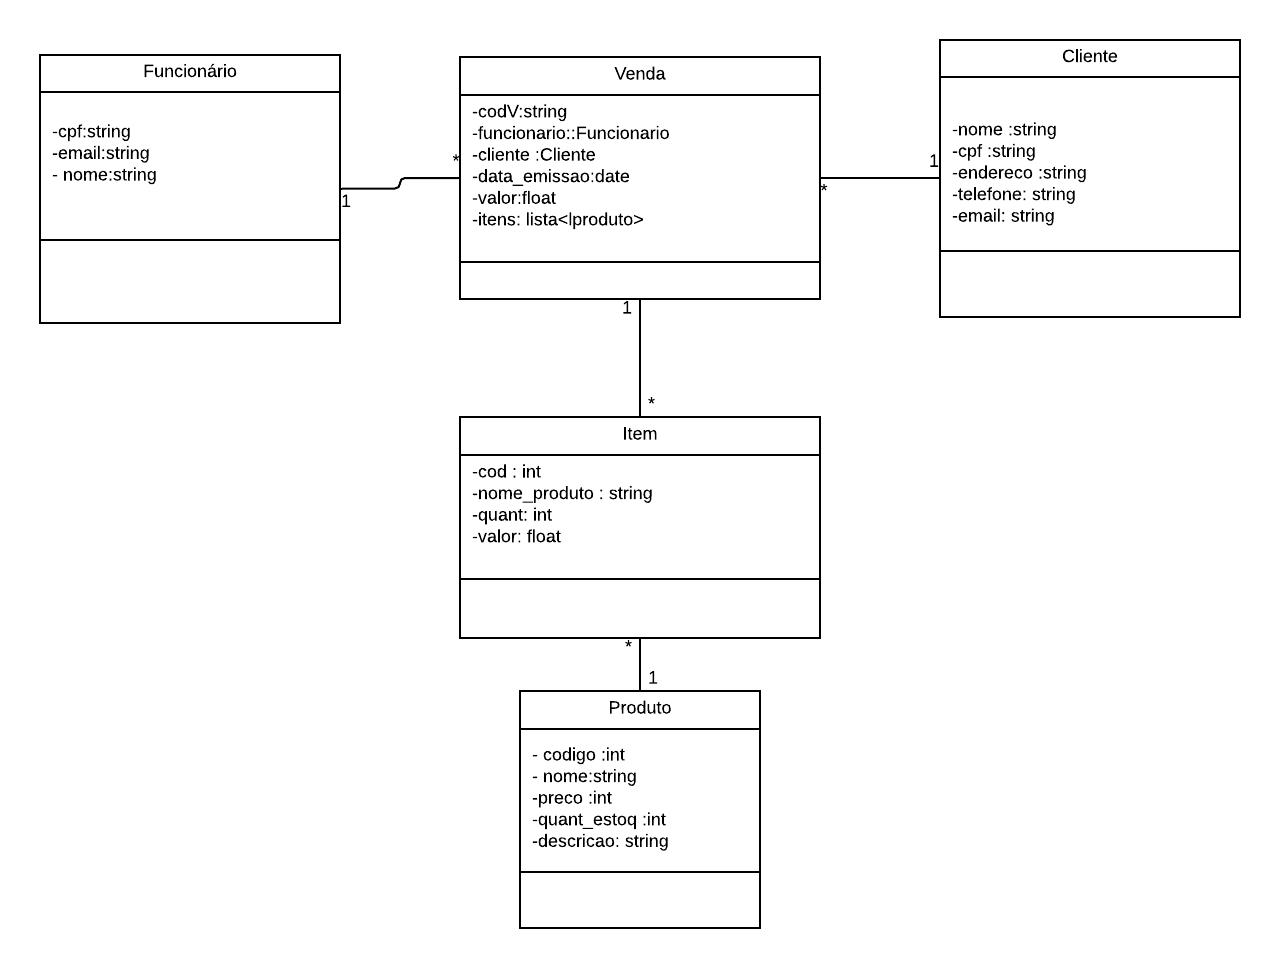 Funcionário
-cpf:string
-email:string
- nome:string
1
*
Venda
-codV:string
-funcionario::Funcionario
-cliente :Cliente
-data_emissao:date
-valor:float
-itens: lista<Iproduto>
*
1
Cliente
-nome :string
-cpf :string
-endereco :string
-telefone: string
-email: string
1
*
Item
-cod : int
-nome_produto : string
-quant: int
-valor: float
*
1
Produto
- codigo :int
- nome:string
-preco :int
-quant_estoq :int
-descricao: string